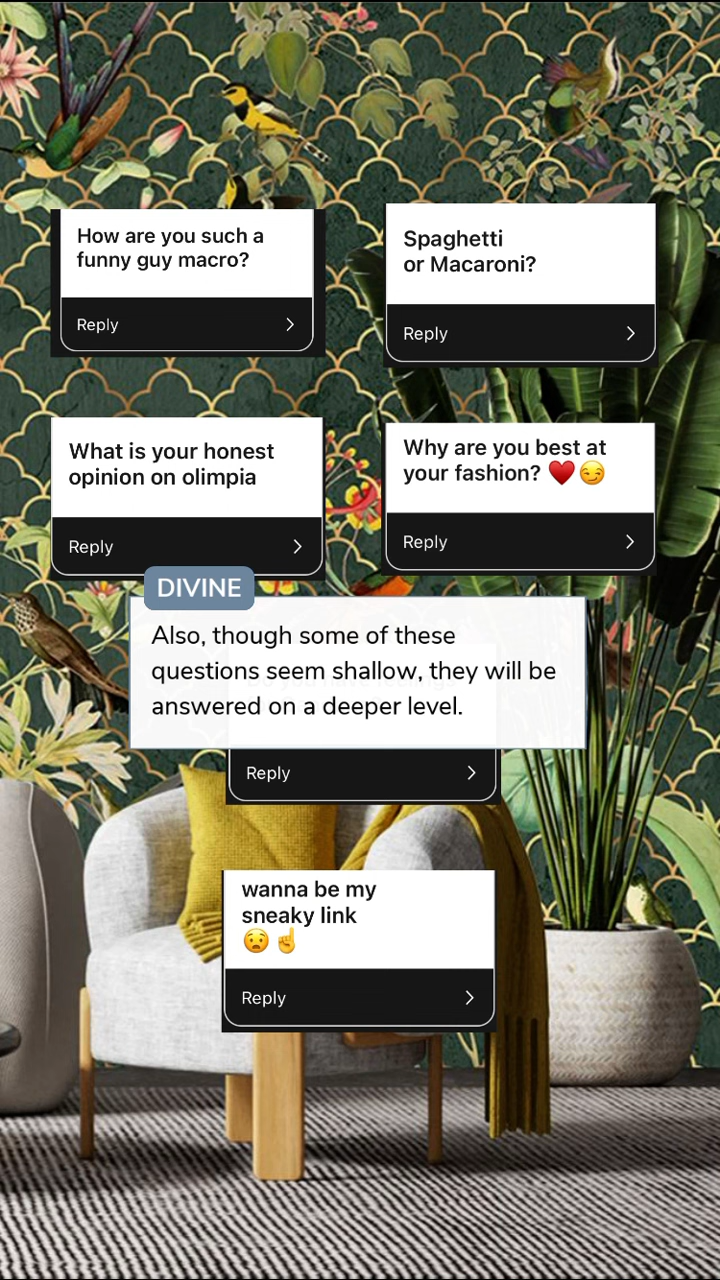 How are you such a
funny guy macro?
Reply
Spaghetti
or Macaroni?
Reply
What is your honest
opinion on olimpia
Reply
Why are you best at
your fashion? ♥️😏
Reply
DIVINE
Also, though some of these
questions seem shallow, they will be
answered on a deeper level.
Reply
wanna be my
sneaky link
😧☝️
Reply